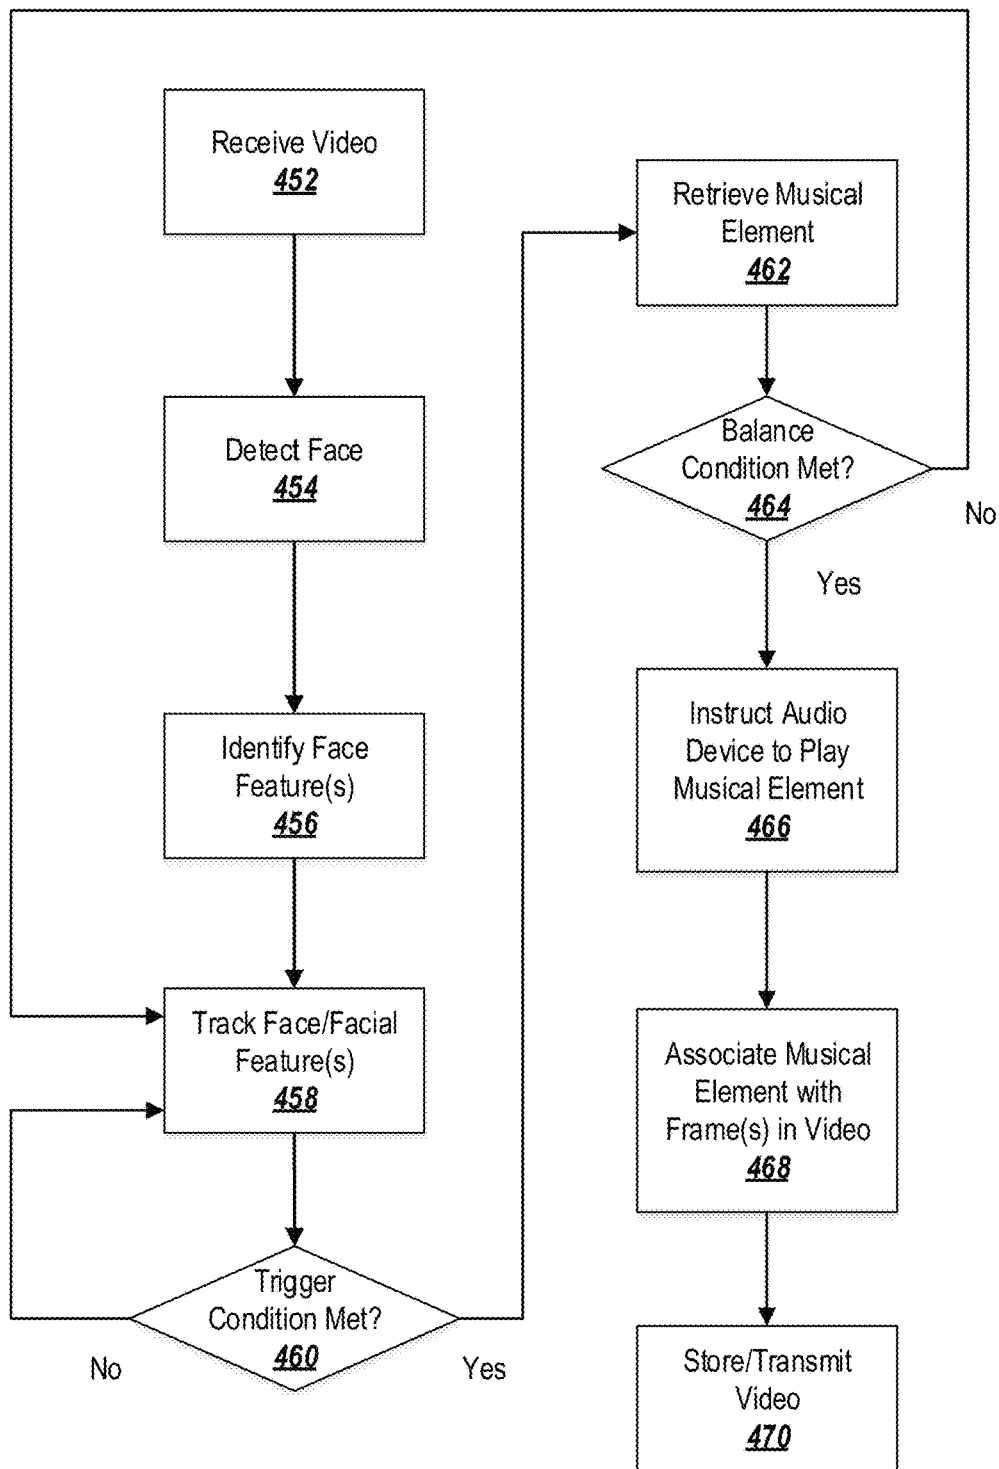 Receive Video
452
Detect Face
454
Identify Face
Feature(s)
456
Track Face/Facial
Feature(s)
458
Trigger
Condition Met?
460
No
Yes
Retrieve Musical
Element
462
Balance
Condition Met?
464
No
Yes
Instruct Audio
Device to Play
Musical Element
466
Associate Musical
Element with
Frame(s) in Video
468
Store/Transmit
Video
470